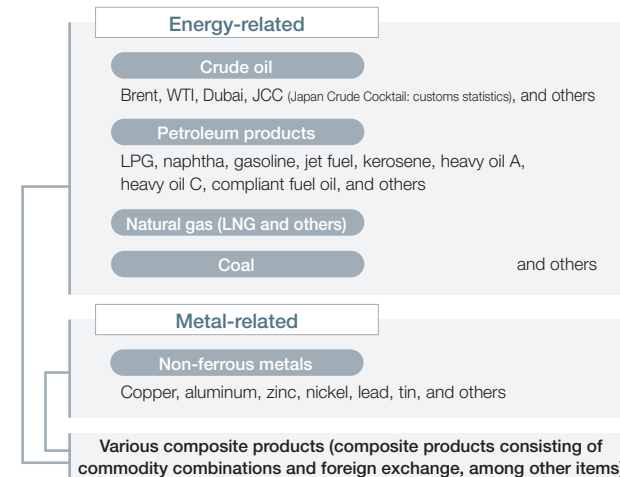 Energy-related
Crude oil
Brent, WTI, Dubai, JCC (Japan Crude Cocktail: customs statistics), and others
Petroleum products
LPG, naphtha, gasoline, jet fuel, kerosene, heavy oil A,
heavy oil C, compliant fuel oil, and others
Natural gas (LNG and others)
Coal
and others
Metal-related
Non-ferrous metals
Copper, aluminum, zinc, nickel, lead, tin, and others
Various composite products (composite products consisting of
commodity combinations and foreign exchange, among other items)